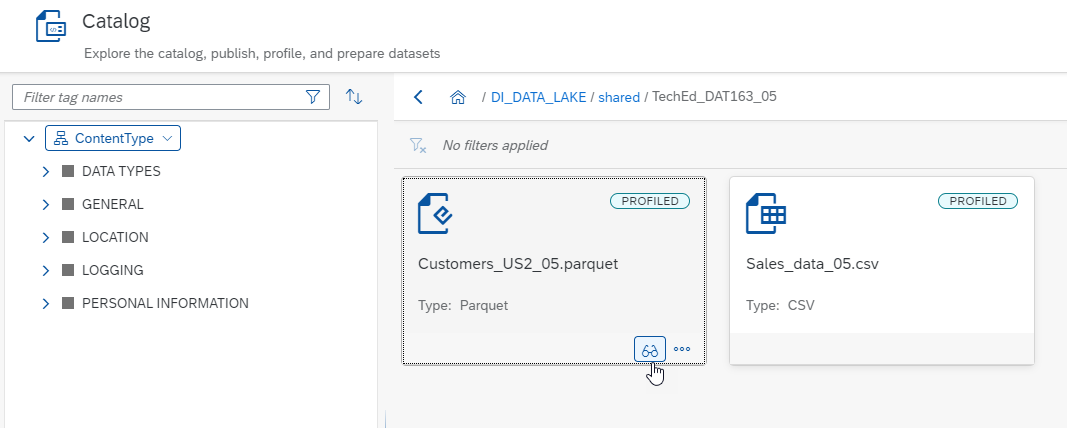 Catalog
Explore the catalog, publish, profile, and prepare datasets
Filter tag names
/ DI_DATA_LAKE / shared / TechEd_DAT163_05
ContentType
No filters applied
DATA TYPES
GENERAL
LOCATION
LOGGING
PERSONAL INFORMATION
PROFILED
Customers_US2_05.parquet
Type: Parquet
PROFILED
Sales_data_05.csv
Type: CSV